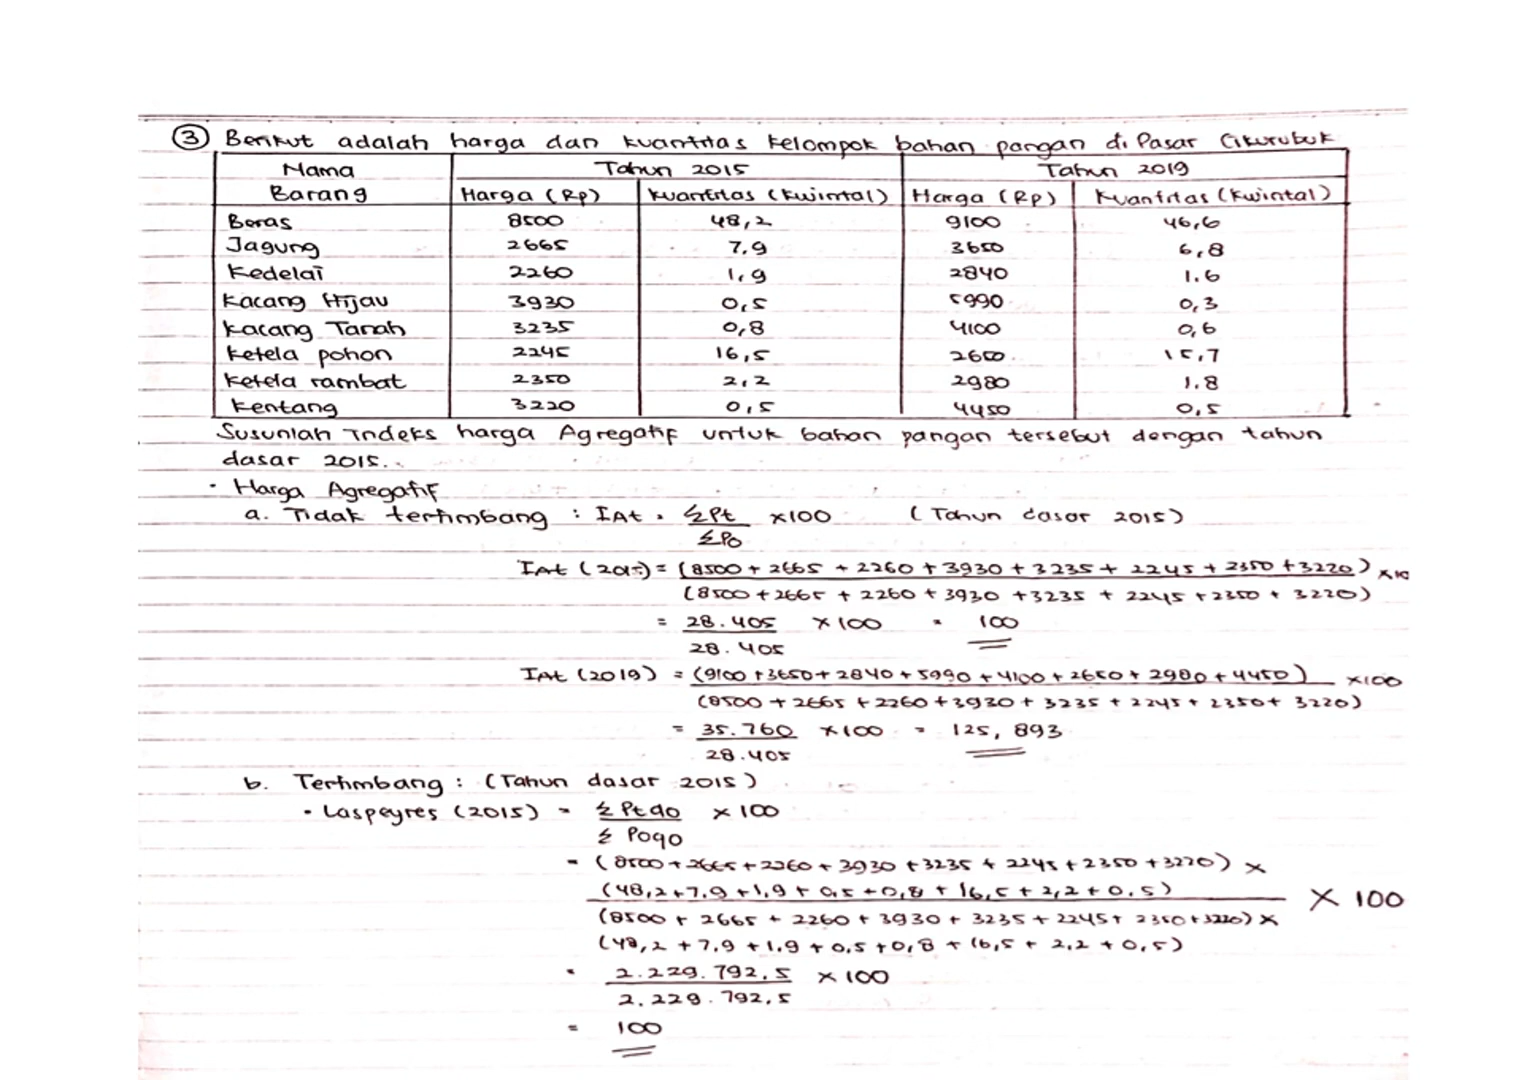 ③ Berikut adalah harga dan kuantitas kelompok bahan pangan di Pasar Cikurubuk
Nama Barang | Tahun 2015 | Tahun 2019
Harga (Rp) | Kuantitas (Kwintal) | Harga (Rp) | Kuantitas (Kwintal)
Beras | 8500 | 48,2 | 9100 | 46,6
Jagung | 2665 | 7.9 | 3650 | 6,8
Kedelai | 2260 | 1,9 | 2840 | 1.6
Kacang Hijau | 3930 | 0,5 | 5990 | 0,3
Kacang Tanah | 3235 | 0,8 | 4100 | 0,6
Ketela pohon | 2245 | 16,5 | 2650 | 15,7
Ketela rambat | 2350 | 2,2 | 2980 | 1.8
Kentang | 3220 | 0,5 | 4450 | 0,5
Susunlah Indeks harga Agregatif untuk bahan pangan tersebut dengan tahun
dasar 2015.
· Harga Agregatif
a. Tidak tertimbang : IAt = ΣPt / ΣPo x100 (Tahun dasar 2015)
IAt (2015) = (8500 + 2665 + 2260 + 3930 + 3235 + 2245 + 2350 + 3220) x10
(8500 + 2665 + 2260 + 3930 + 3235 + 2245 + 2350 + 3220)
= 28.405 x 100 = 100
28.405
IAt (2019) = (9100 + 3650 + 2840 + 5990 + 4100 + 2650 + 2980 + 4450) x100
(8500 + 2665 + 2260 + 3930 + 3235 + 2245 + 2350 + 3220)
= 35.760 x100 = 125,893
28.405
b. Tertimbang : (Tahun dasar 2015)
· Laspeyres (2015) = Σ Ptqo x 100
Σ Poqo
= (8500 + 2665 + 2260 + 3930 + 3235 + 2245 + 2350 + 3220) x
(48,2 + 7.9 + 1,9 + 0,5 + 0,8 + 16,5 + 2,2 + 0.5) X 100
(8500 + 2665 + 2260 + 3930 + 3235 + 2245 + 2350 + 3220) x
(48,2 + 7.9 + 1.9 + 0,5 + 0,8 + 16,5 + 2,2 + 0,5)
= 2.229.792,5 x 100
2.229.792,5
= 100